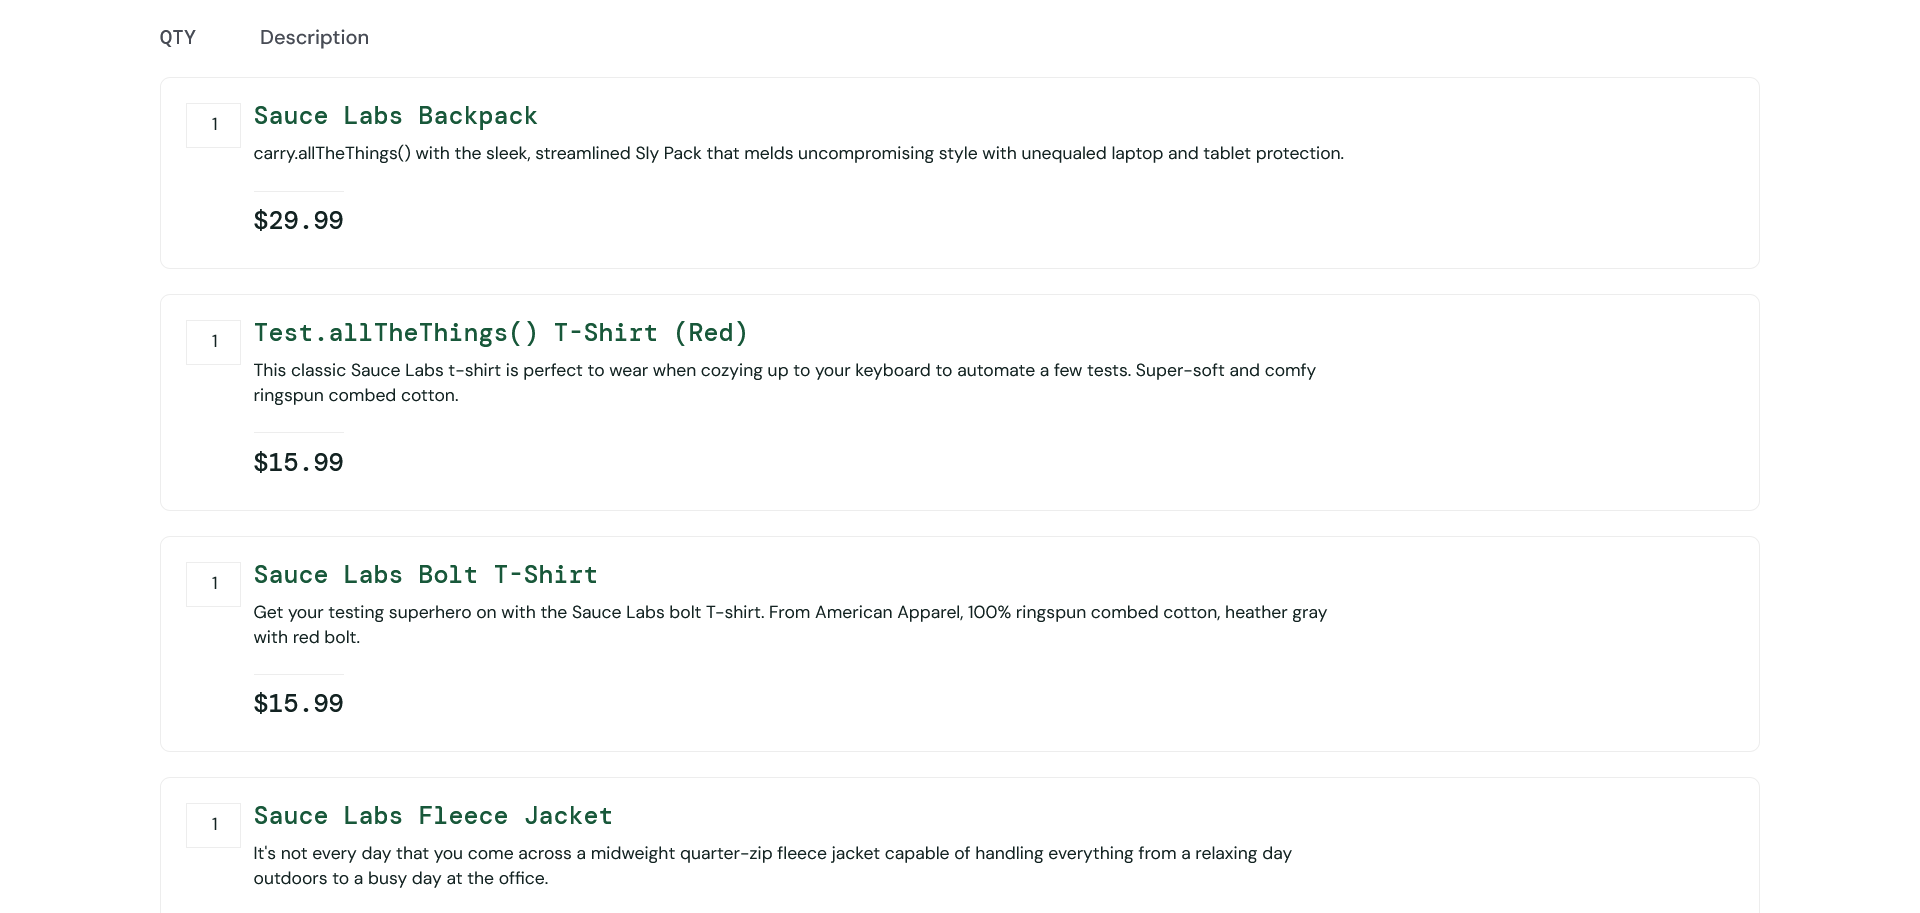 QTY Description
1 Sauce Labs Backpack
carry.allTheThings() with the sleek, streamlined Sly Pack that melds uncompromising style with unequaled laptop and tablet protection.
$29.99
1 Test.allTheThings() T-Shirt (Red)
This classic Sauce Labs t-shirt is perfect to wear when cozying up to your keyboard to automate a few tests. Super-soft and comfy
ringspun combed cotton.
$15.99
1 Sauce Labs Bolt T-Shirt
Get your testing superhero on with the Sauce Labs bolt T-shirt. From American Apparel, 100% ringspun combed cotton, heather gray
with red bolt.
$15.99
1 Sauce Labs Fleece Jacket
It's not every day that you come across a midweight quarter-zip fleece jacket capable of handling everything from a relaxing day
outdoors to a busy day at the office.